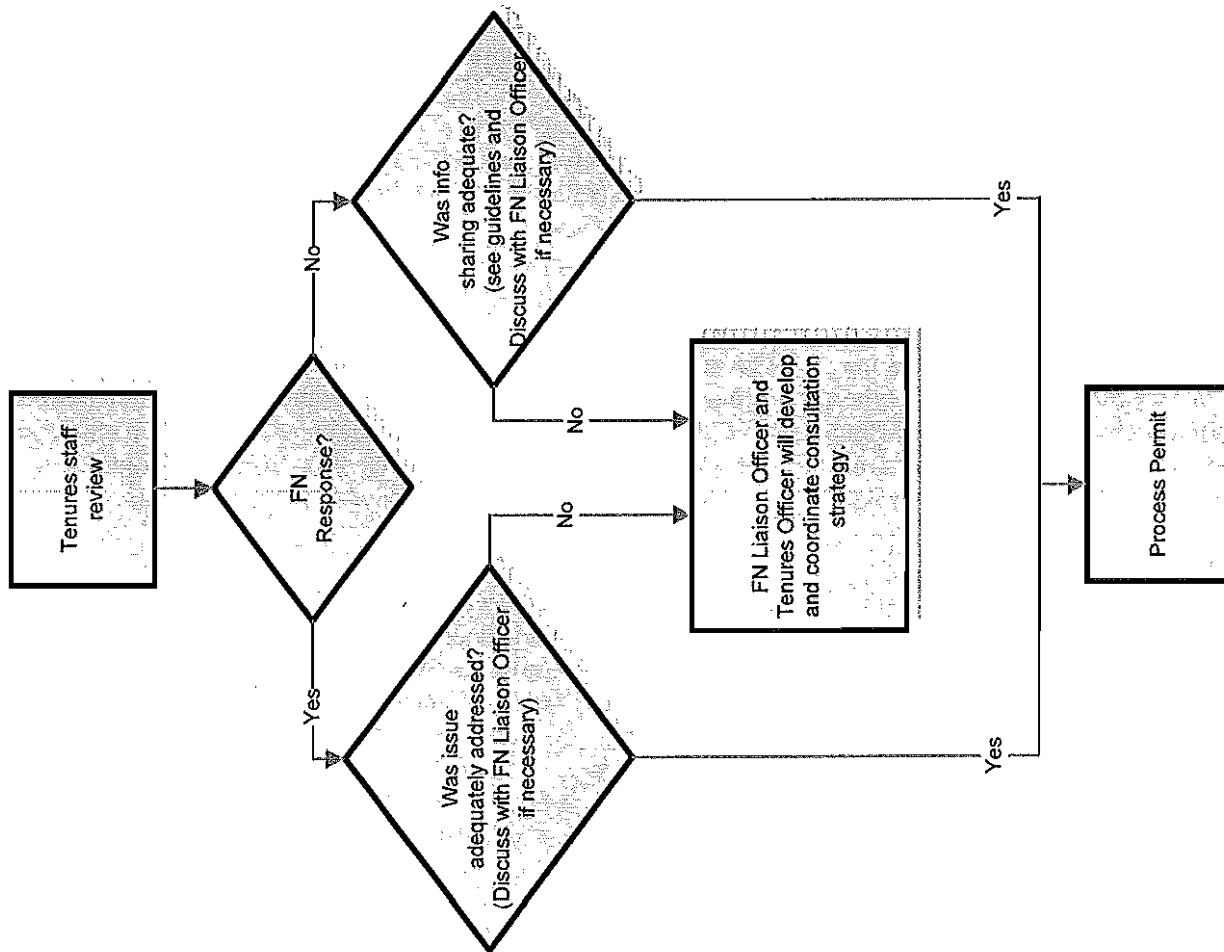 Tenures staff
review
FN
Response?
Yes
No
Was issue
adequately addressed?
(Discuss with FN Liaison Officer
if necessary)
Was info
sharing adequate?
(see guidelines and
Discuss with FN Liaison Officer
if necessary)
No
No
FN Liaison Officer and
Tenures Officer will develop
and coordinate consultation
strategy.
Yes
Yes
Process Permit